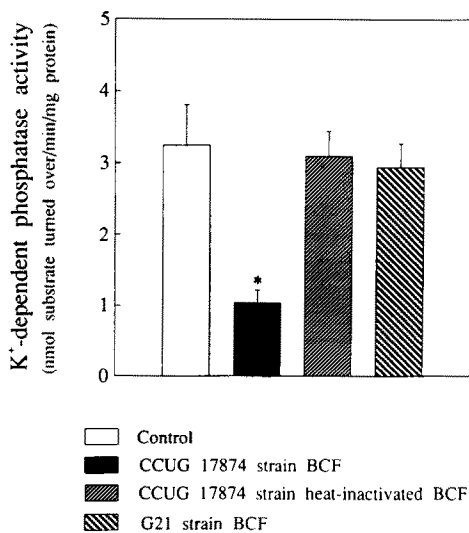 K⁺-dependent phosphatase activity
(nmol substrate turned over/min/mg protein)
5
4
3
2
1
0
*
Control
CCUG 17874 strain BCF
CCUG 17874 strain heat-inactivated BCF
G21 strain BCF